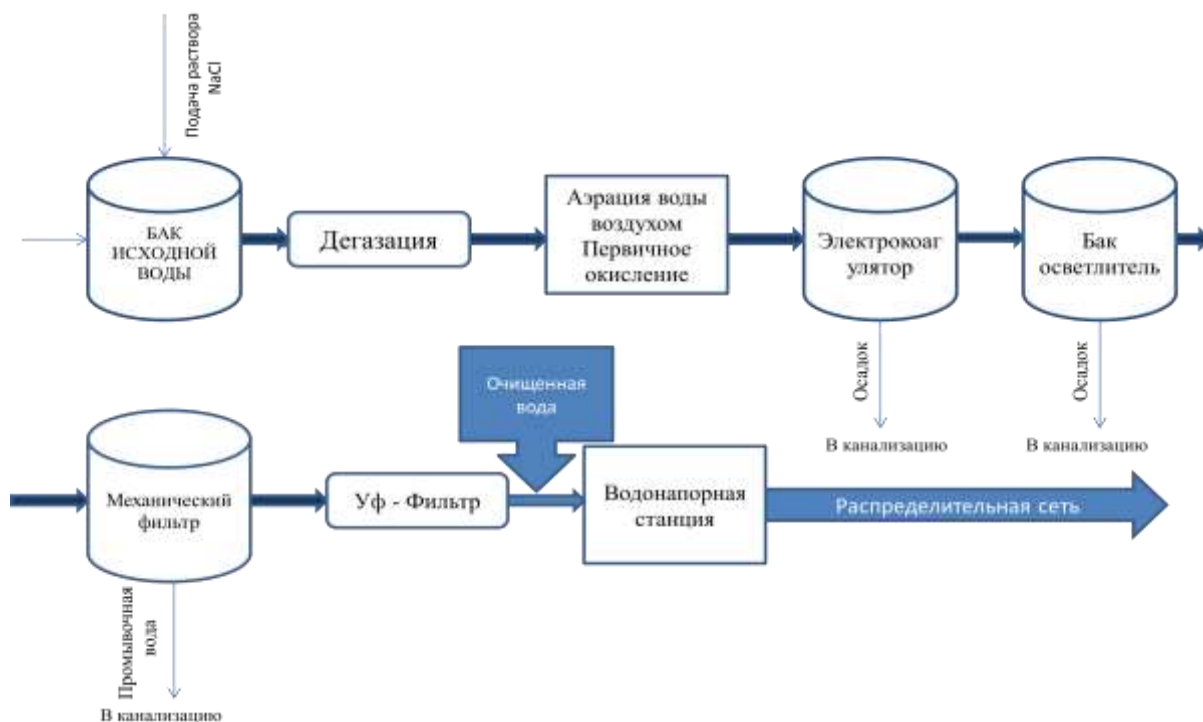 Подача раствора
NaCl
БАК
ИСХОДНОЙ
ВОДЫ
Дегазация
Аэрация воды
воздухом
Первичное
окисление
Электрокоаг
улятор
Бак
осветлитель
Осадок
Осадок
В канализацию
В канализацию
Очищенная
вода
Механический
фильтр
Уф - Фильтр
Водонапорная
станция
Распределительная сеть
Промывочная
вода
В канализацию